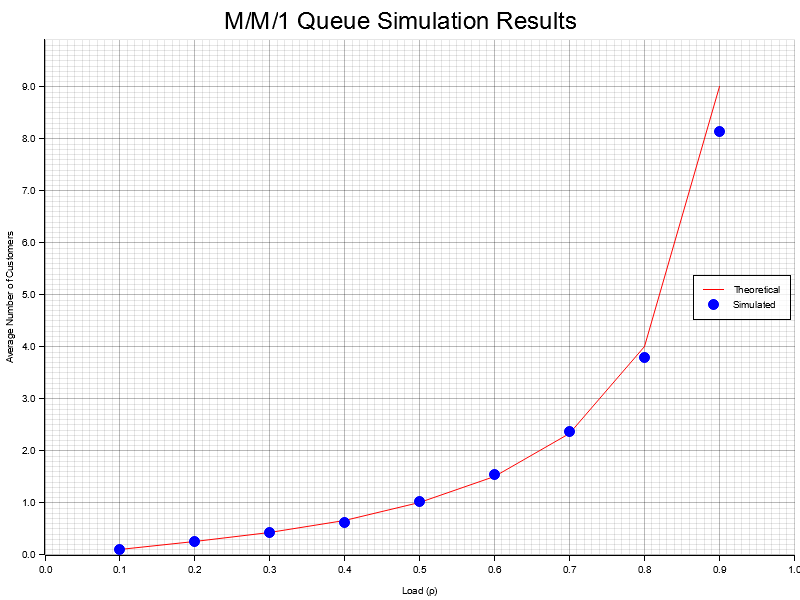 M/M/1 Queue Simulation Results
9.0
8.0
7.0
6.0
5.0
4.0
3.0
2.0
1.0
0.0
Average Number of Customers
Theoretical
Simulated
0.0 0.1 0.2 0.3 0.4 0.5 0.6 0.7 0.8 0.9 1.0
Load (ρ)